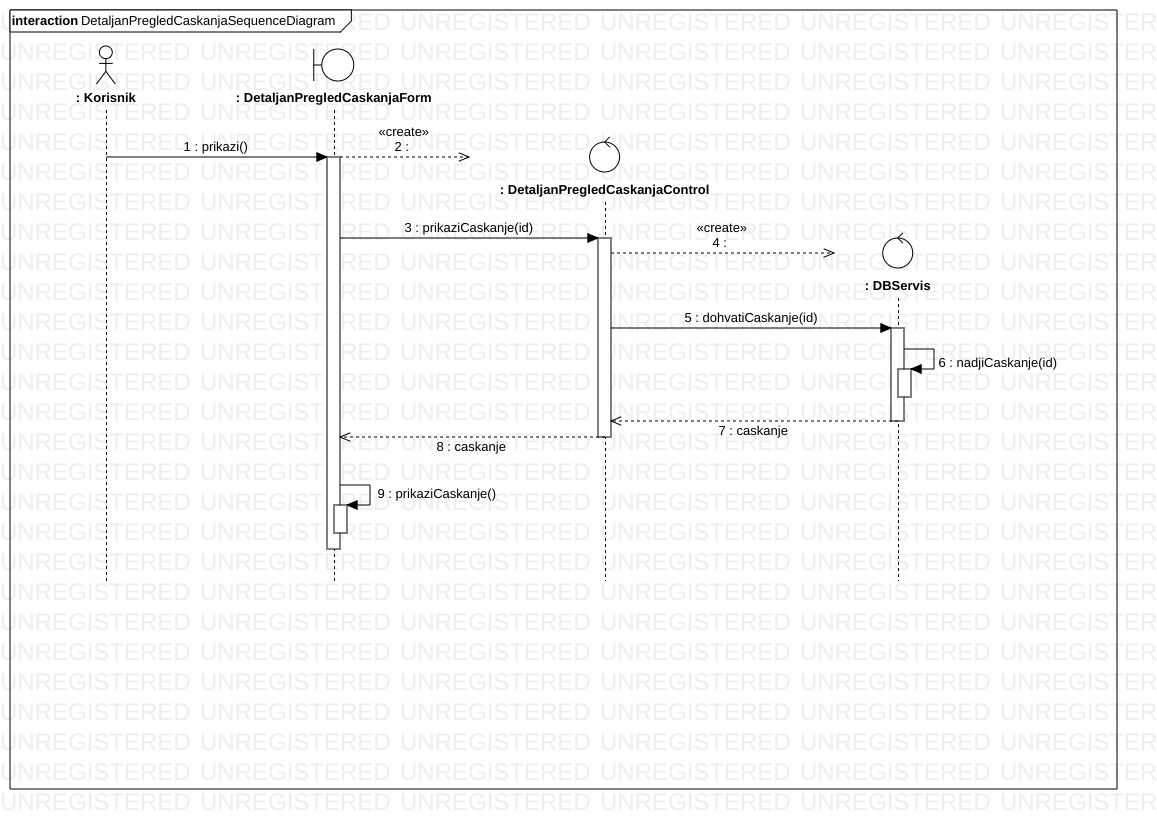 interaction DetaljanPregledCaskanjaSequenceDiagram
: Korisnik
: DetaljanPregledCaskanjaForm
1 : prikazi()
«create»
2 :
: DetaljanPregledCaskanjaControl
3 : prikaziCaskanje(id)
«create»
4 :
: DBServis
5 : dohvatiCaskanje(id)
6 : nadjiCaskanje(id)
7 : caskanje
8 : caskanje
9 : prikaziCaskanje()
UNREGISTERED UNREGISTERED UNREGISTERED UNREGISTERED UNREGISTERED UNREGISTERED